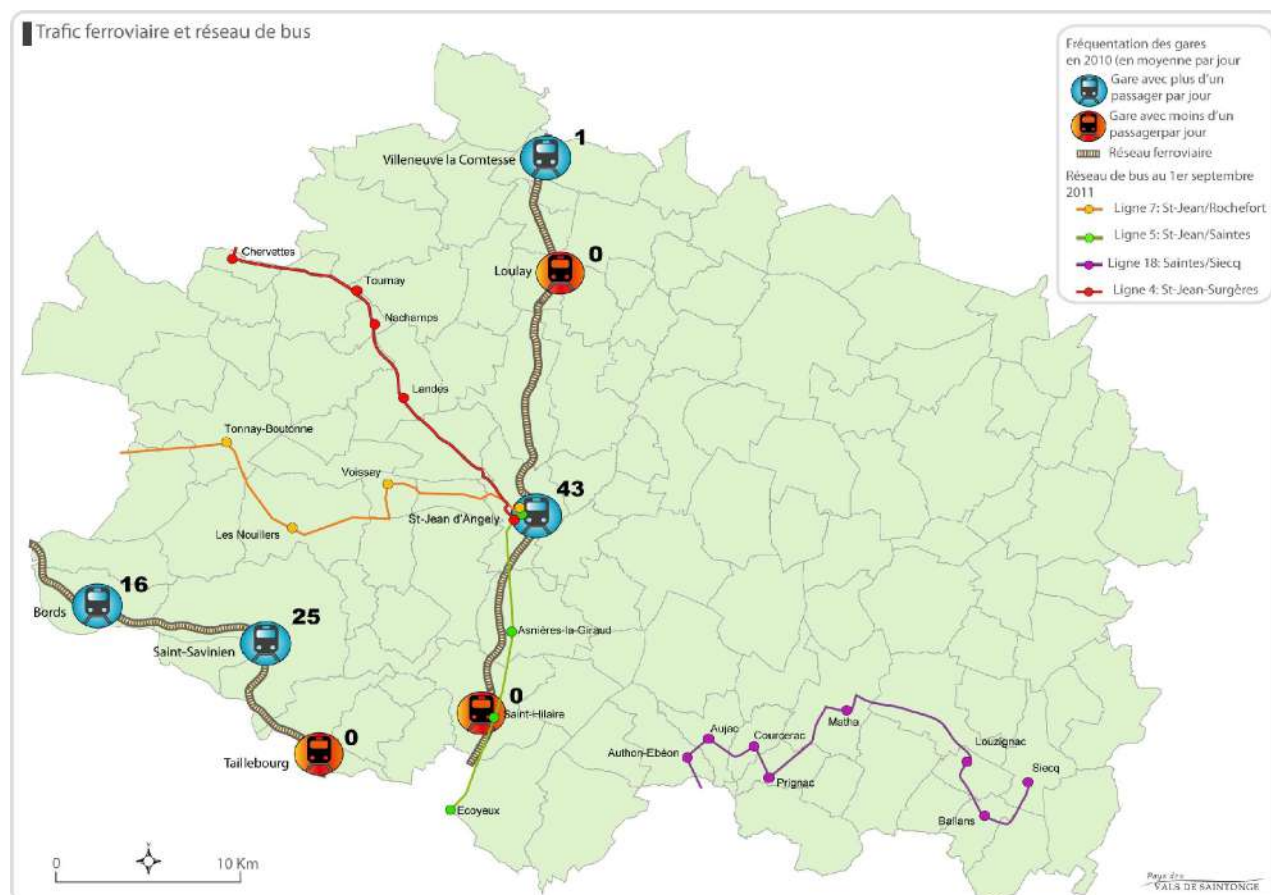 Trafic ferroviaire et réseau de bus
Fréquentation des gares
en 2010 (en moyenne par jour
Gare avec plus d'un
passager par jour
Gare avec moins d'un
passagerpar jour
Réseau ferroviaire
Réseau de bus au 1er septembre
2011
Ligne 7: St-Jean/Rochefort
Ligne 5: St-Jean/Saintes
Ligne 18: Saintes/Siecq
Ligne 4: St-Jean-Surgères
1
Villeneuve la Comtesse
Chervettes
0
Loulay
Tournay
Nachamps
Landes
Tonnay-Boutonne
Voissay
43
St-Jean d'Angely
Les Nouillers
16
Bords
25
Saint-Savinien
Asnières-la-Giraud
0
Saint-Hilaire
0
Taillebourg
Ecoyeux
Matha
Aujac
Courcerac
Authon-Ebéon
Prignac
Louzignac
Siecq
Ballans
0
10 Km
Pays des
VALS DE SAINTONGE